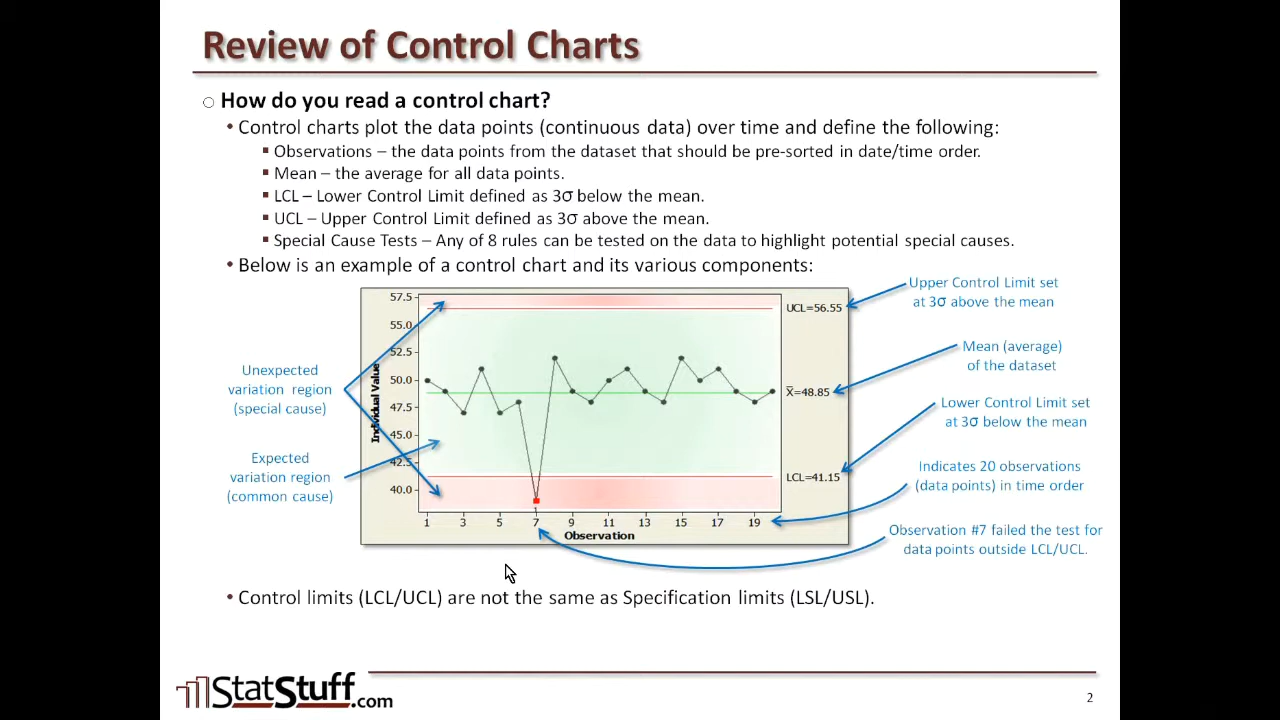 Review of Control Charts
○ How do you read a control chart?
• Control charts plot the data points (continuous data) over time and define the following:
▪ Observations – the data points from the dataset that should be pre-sorted in date/time order.
▪ Mean – the average for all data points.
▪ LCL – Lower Control Limit defined as 3σ below the mean.
▪ UCL – Upper Control Limit defined as 3σ above the mean.
▪ Special Cause Tests – Any of 8 rules can be tested on the data to highlight potential special causes.
• Below is an example of a control chart and its various components:
Unexpected
variation region
(special cause)
Expected
variation region
(common cause)
Individual Value
57.5
55.0
52.5
50.0
47.5
45.0
42.5
40.0
1
1 3 5 7 9 11 13 15 17 19
Observation
UCL=56.55
X̄=48.85
LCL=41.15
Upper Control Limit set
at 3σ above the mean
Mean (average)
of the dataset
Lower Control Limit set
at 3σ below the mean
Indicates 20 observations
(data points) in time order
Observation #7 failed the test for
data points outside LCL/UCL.
• Control limits (LCL/UCL) are not the same as Specification limits (LSL/USL).
StatStuff.com
2